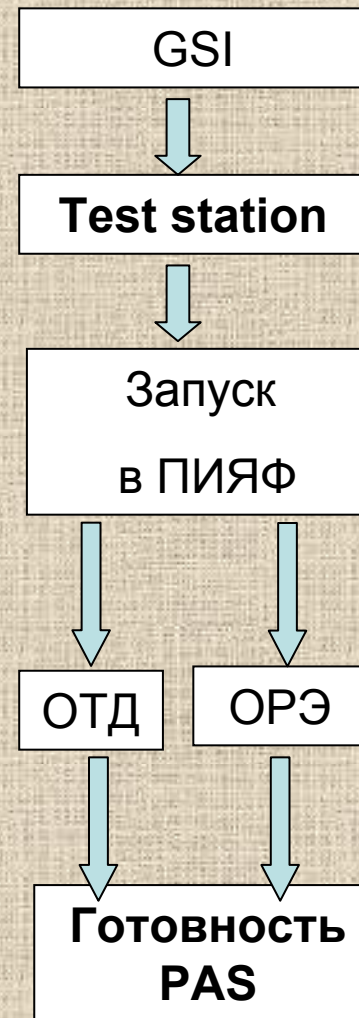 GSI
Test station
Запуск
в ПИЯФ
ОТД
ОРЭ
Готовность
PAS